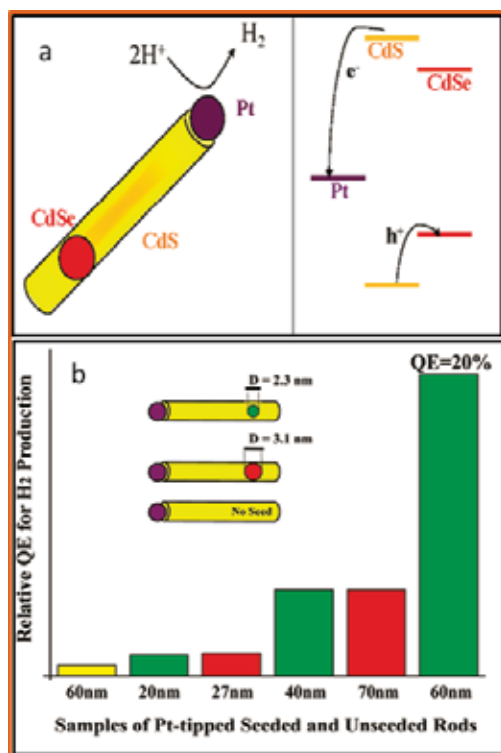 a
2H⁺
H₂
Pt
CdSe
CdS
CdS
e⁻
CdSe
Pt
h⁺
b
QE=20%
D = 2.3 nm
D = 3.1 nm
No Seed
Relative QE for H2 Production
60nm 20nm 27nm 40nm 70nm 60nm
Samples of Pt-tipped Seeded and Unseeded Rods